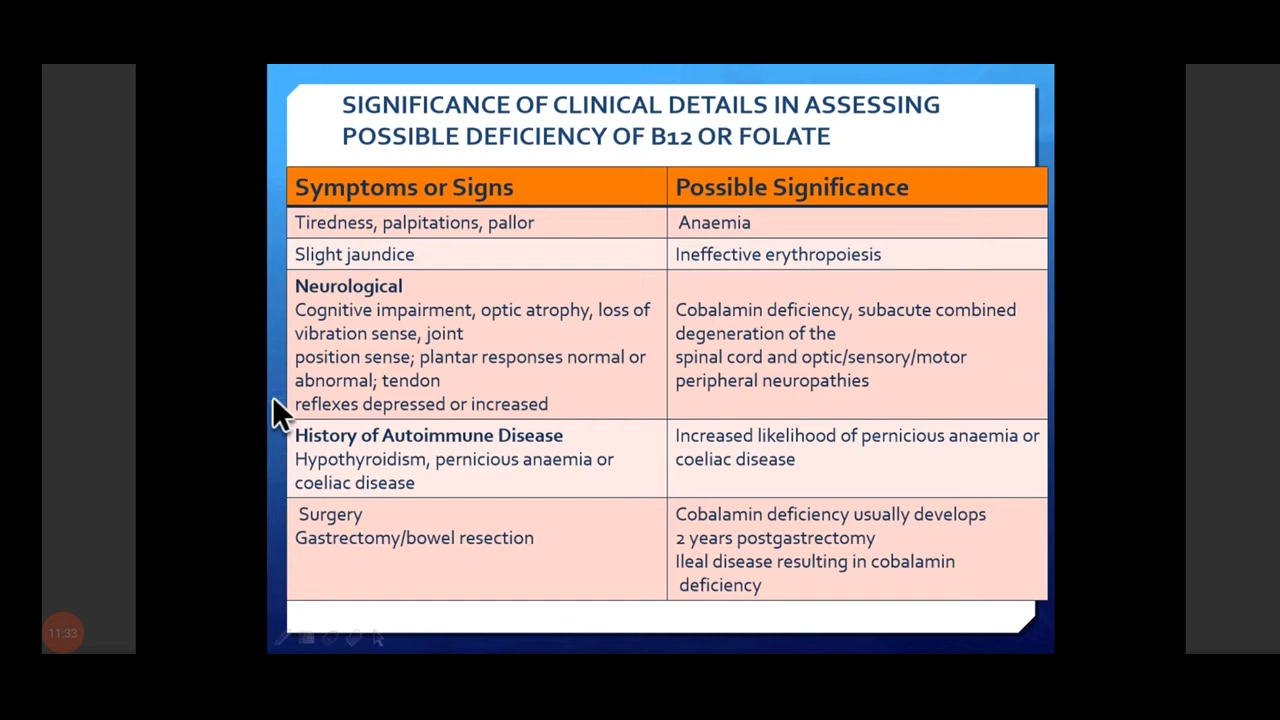 SIGNIFICANCE OF CLINICAL DETAILS IN ASSESSING
POSSIBLE DEFICIENCY OF B12 OR FOLATE
Symptoms or Signs
Possible Significance
Tiredness, palpitations, pallor
Anaemia
Slight jaundice
Ineffective erythropoiesis
Neurological
Cognitive impairment, optic atrophy, loss of
vibration sense, joint
position sense; plantar responses normal or
abnormal; tendon
reflexes depressed or increased
Cobalamin deficiency, subacute combined
degeneration of the
spinal cord and optic/sensory/motor
peripheral neuropathies
History of Autoimmune Disease
Hypothyroidism, pernicious anaemia or
coeliac disease
Increased likelihood of pernicious anaemia or
coeliac disease
Surgery
Gastrectomy/bowel resection
Cobalamin deficiency usually develops
2 years postgastrectomy
Ileal disease resulting in cobalamin
deficiency
11:33